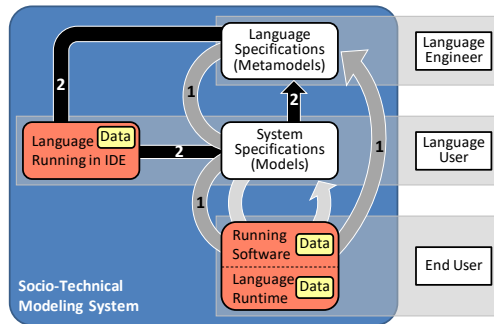 Language
Specifications
(Metamodels)
Language
Engineer
2
1
2
1
Data
Language
Running in IDE
2
System
Specifications
(Models)
Language
User
1
Running
Software
Data
Language
Runtime
Data
End User
Socio-Technical
Modeling System